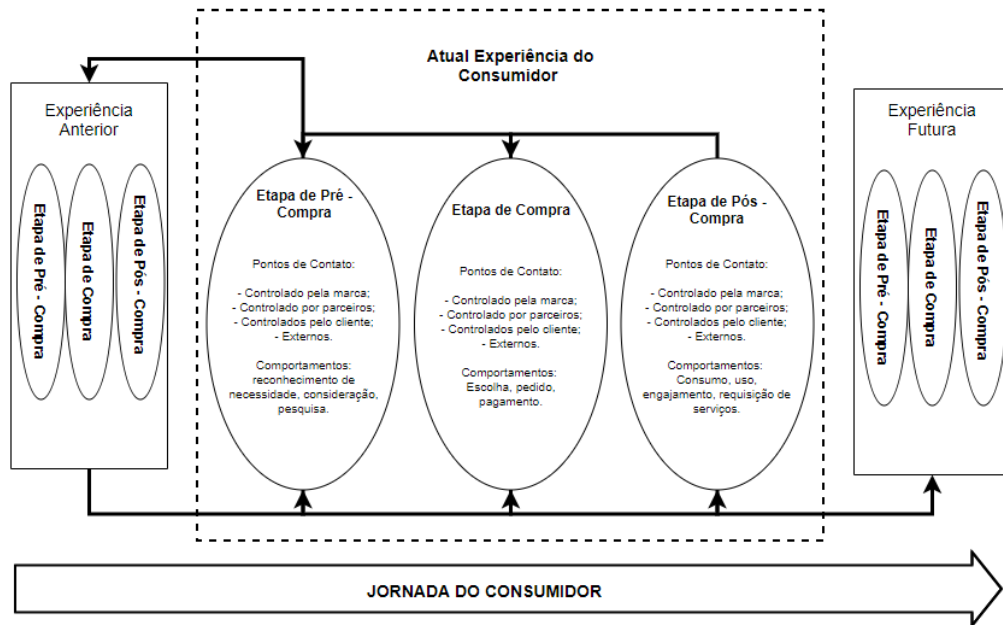 Atual Experiência do
Consumidor
Experiência
Anterior
Etapa de Pré - Compra
Etapa de Compra
Etapa de Pós - Compra
Etapa de Pré -
Compra
Pontos de Contato:
- Controlado pela marca;
- Controlado por parceiros;
- Controlados pelo cliente;
- Externos.
Comportamentos:
reconhecimento de
necessidade, consideração,
pesquisa.
Etapa de Compra
Pontos de Contato:
- Controlado pela marca;
- Controlado por parceiros;
- Controlados pelo cliente;
- Externos.
Comportamentos:
Escolha, pedido,
pagamento.
Etapa de Pós -
Compra
Pontos de Contato:
- Controlado pela marca;
- Controlado por parceiros;
- Controlados pelo cliente;
- Externos.
Comportamentos:
Consumo, uso,
engajamento, requisição de
serviços.
Experiência
Futura
Etapa de Pré - Compra
Etapa de Compra
Etapa de Pós - Compra
JORNADA DO CONSUMIDOR